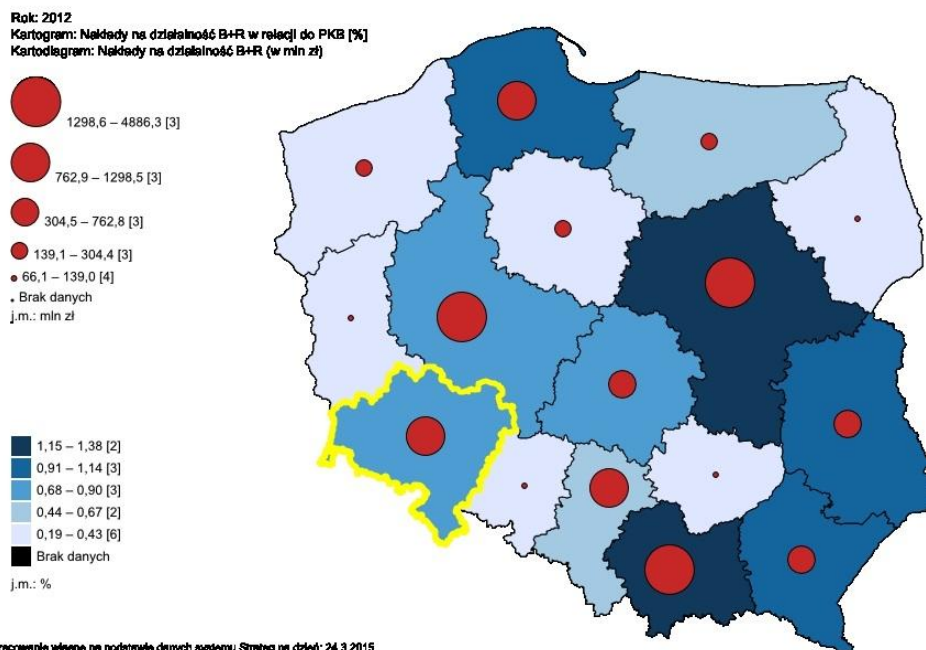 Rok: 2012
Kartogram: Nakłady na działalność B+R w relacji do PKB [%]
Kartodiagram: Nakłady na działalność B+R (w mln zł)
1298,6 – 4886,3 [3]
762,9 – 1298,5 [3]
304,5 – 762,8 [3]
139,1 – 304,4 [3]
66,1 – 139,0 [4]
Brak danych
j.m.: mln zł
1,15 – 1,38 [2]
0,91 – 1,14 [3]
0,68 – 0,90 [3]
0,44 – 0,67 [2]
0,19 – 0,43 [6]
Brak danych
j.m.: %
własne na podstawie danych systemu Strateg na dzień: 24.3.2015